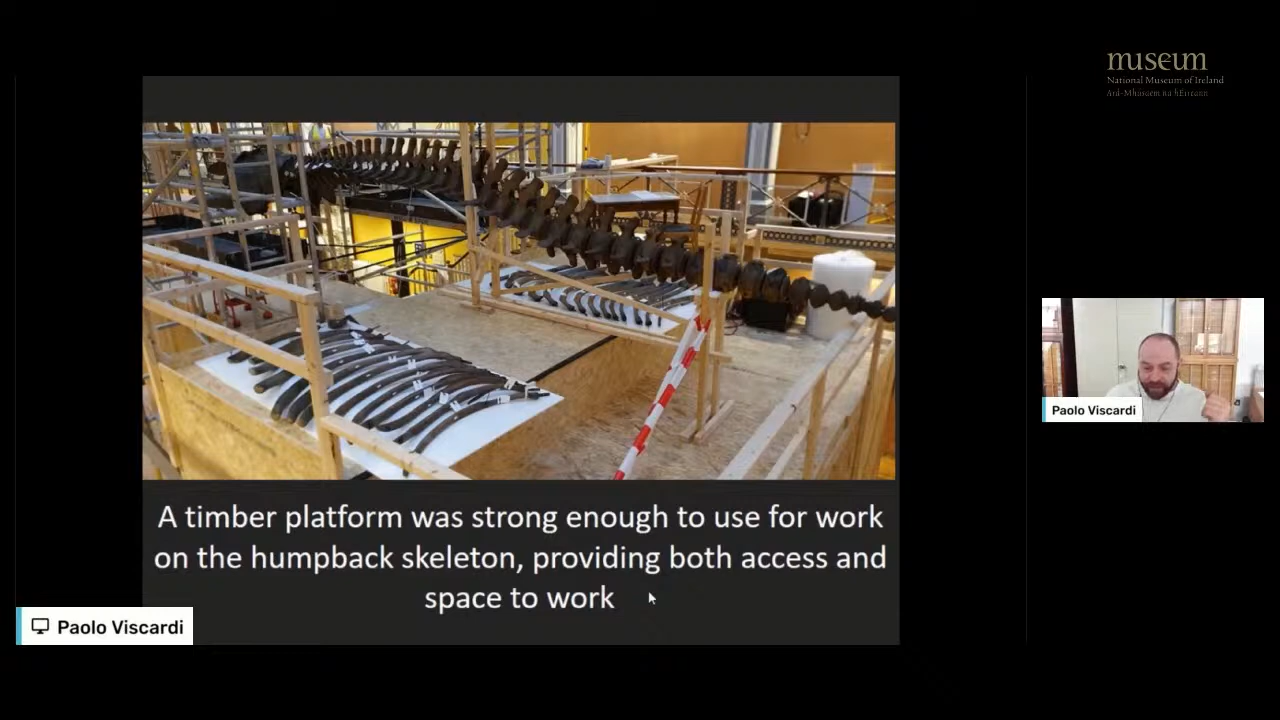 museum
National Museum of Ireland
Ard-Mhúsaem na hÉireann
A timber platform was strong enough to use for work
on the humpback skeleton, providing both access and
space to work
Paolo Viscardi
Paolo Viscardi